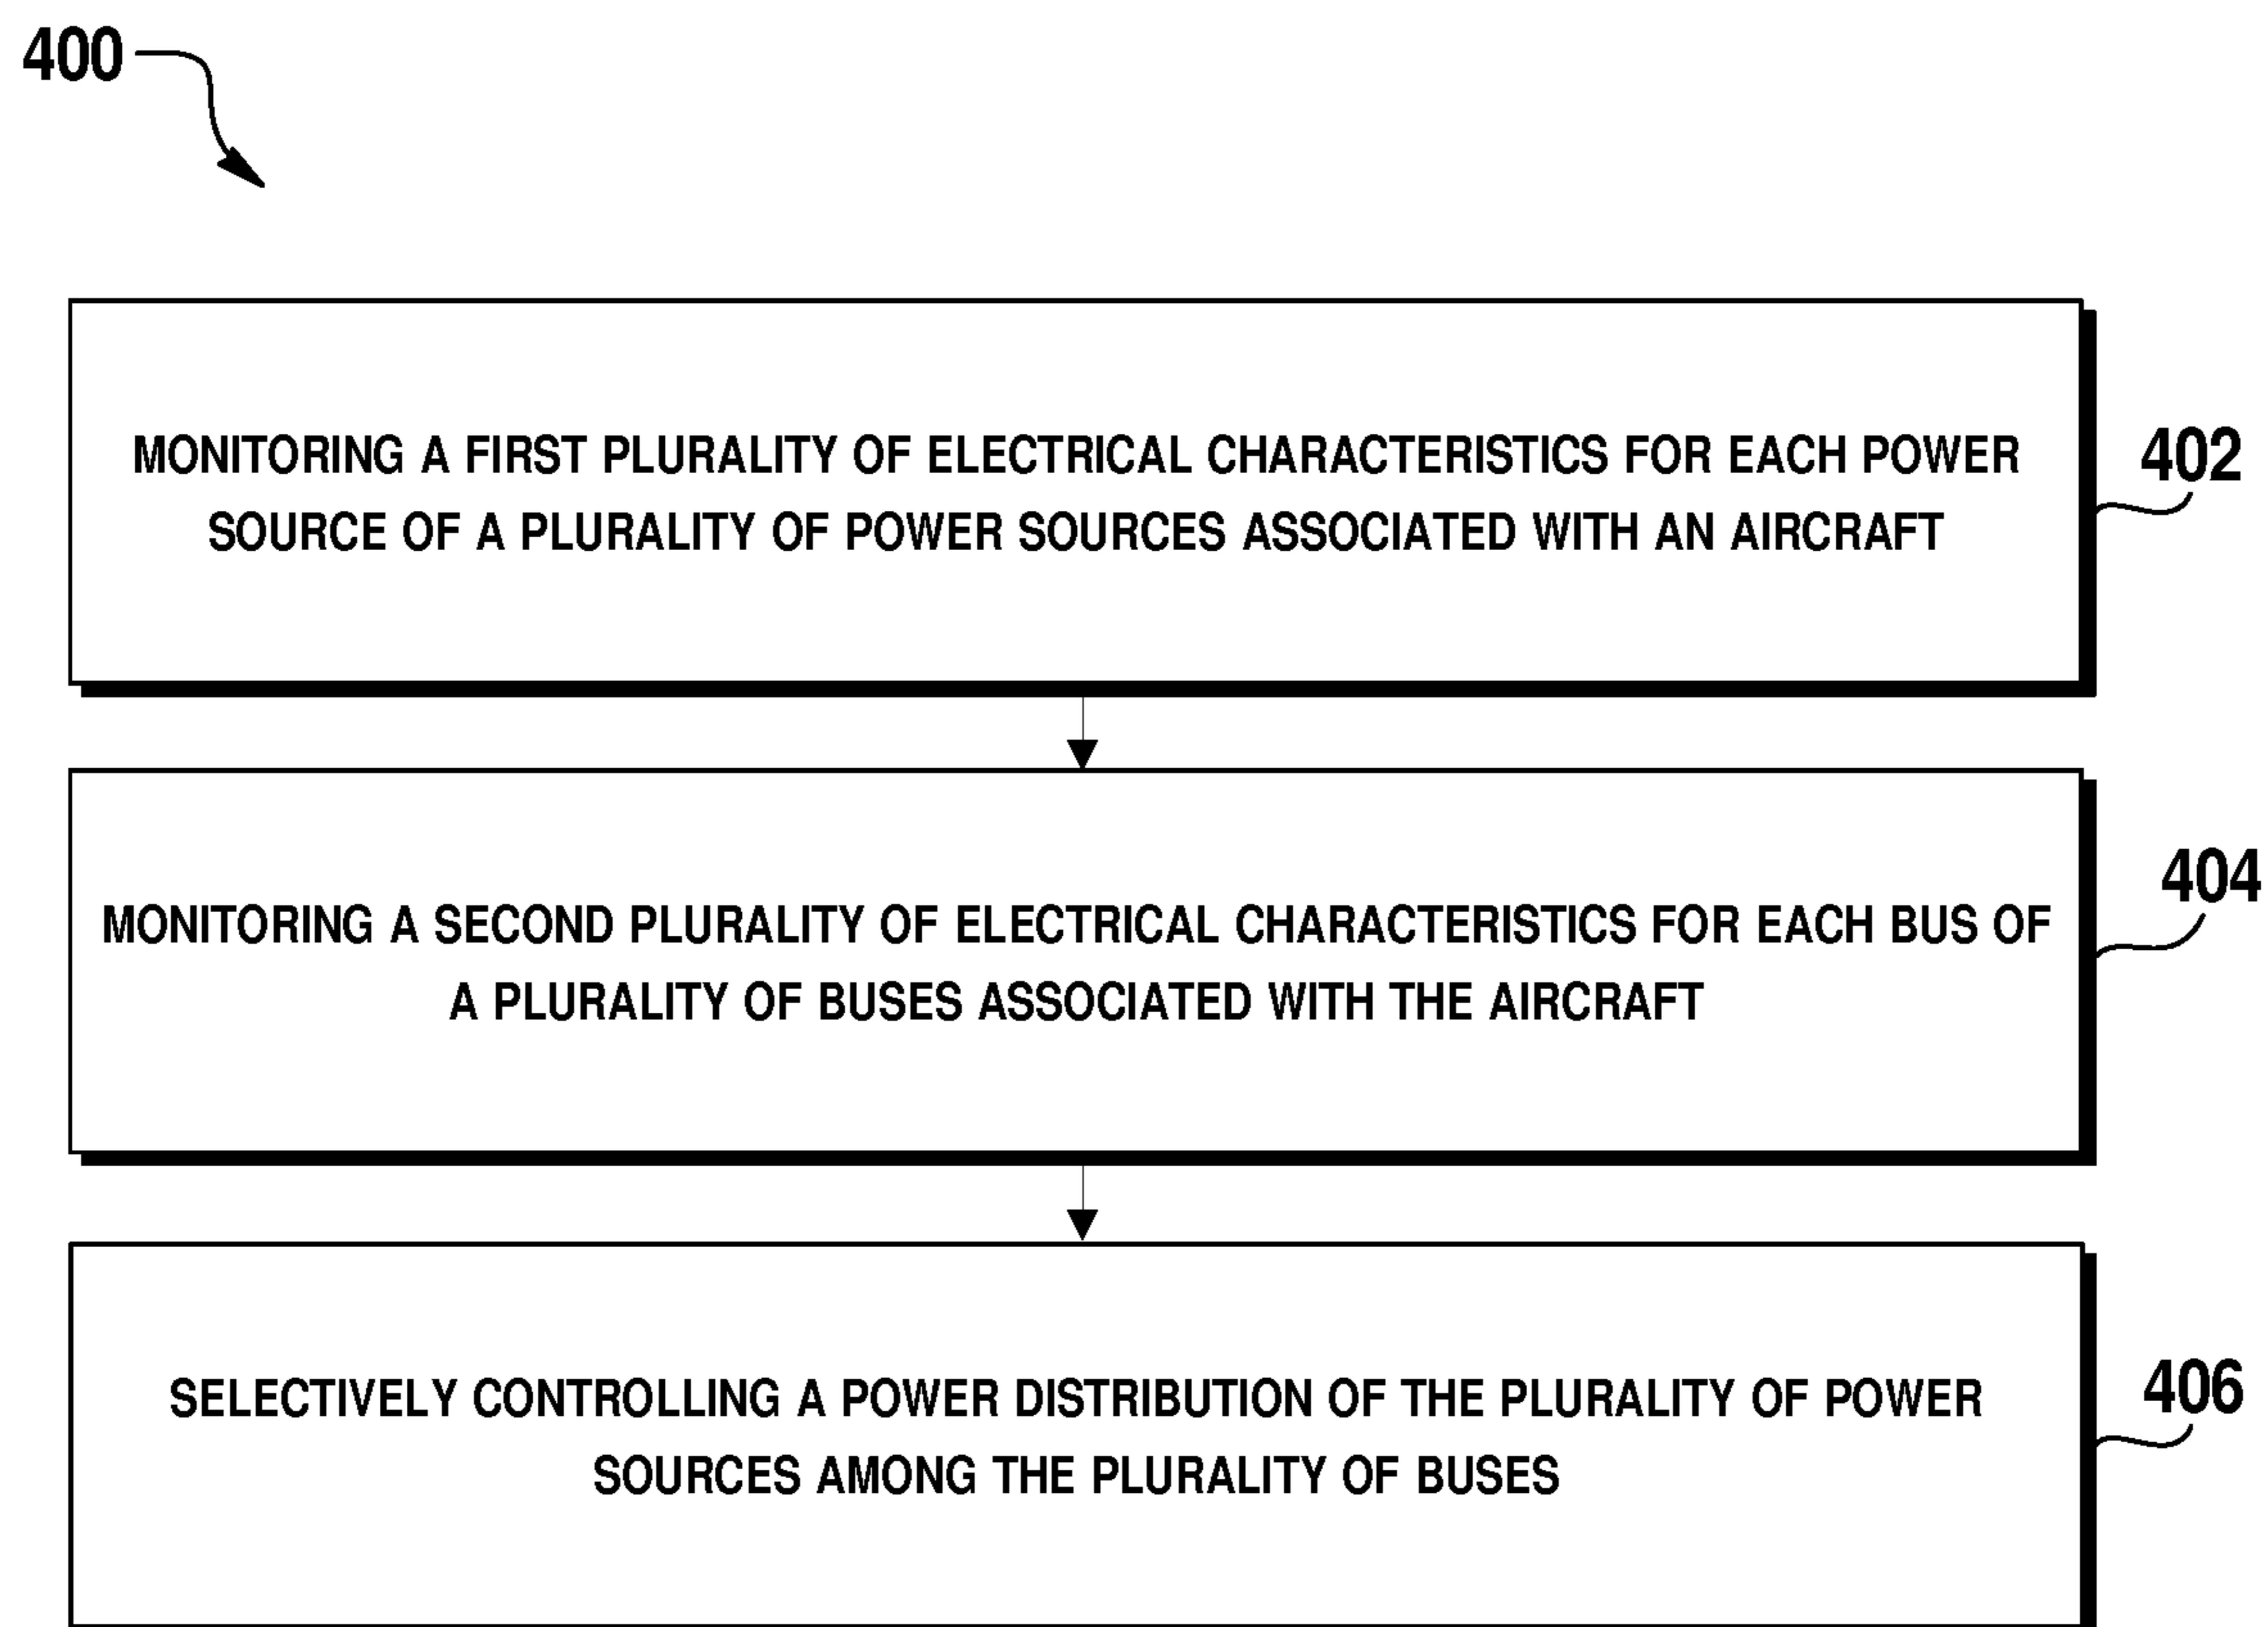 400
MONITORING A FIRST PLURALITY OF ELECTRICAL CHARACTERISTICS FOR EACH POWER
SOURCE OF A PLURALITY OF POWER SOURCES ASSOCIATED WITH AN AIRCRAFT
402
MONITORING A SECOND PLURALITY OF ELECTRICAL CHARACTERISTICS FOR EACH BUS OF
A PLURALITY OF BUSES ASSOCIATED WITH THE AIRCRAFT
404
SELECTIVELY CONTROLLING A POWER DISTRIBUTION OF THE PLURALITY OF POWER
SOURCES AMONG THE PLURALITY OF BUSES
406